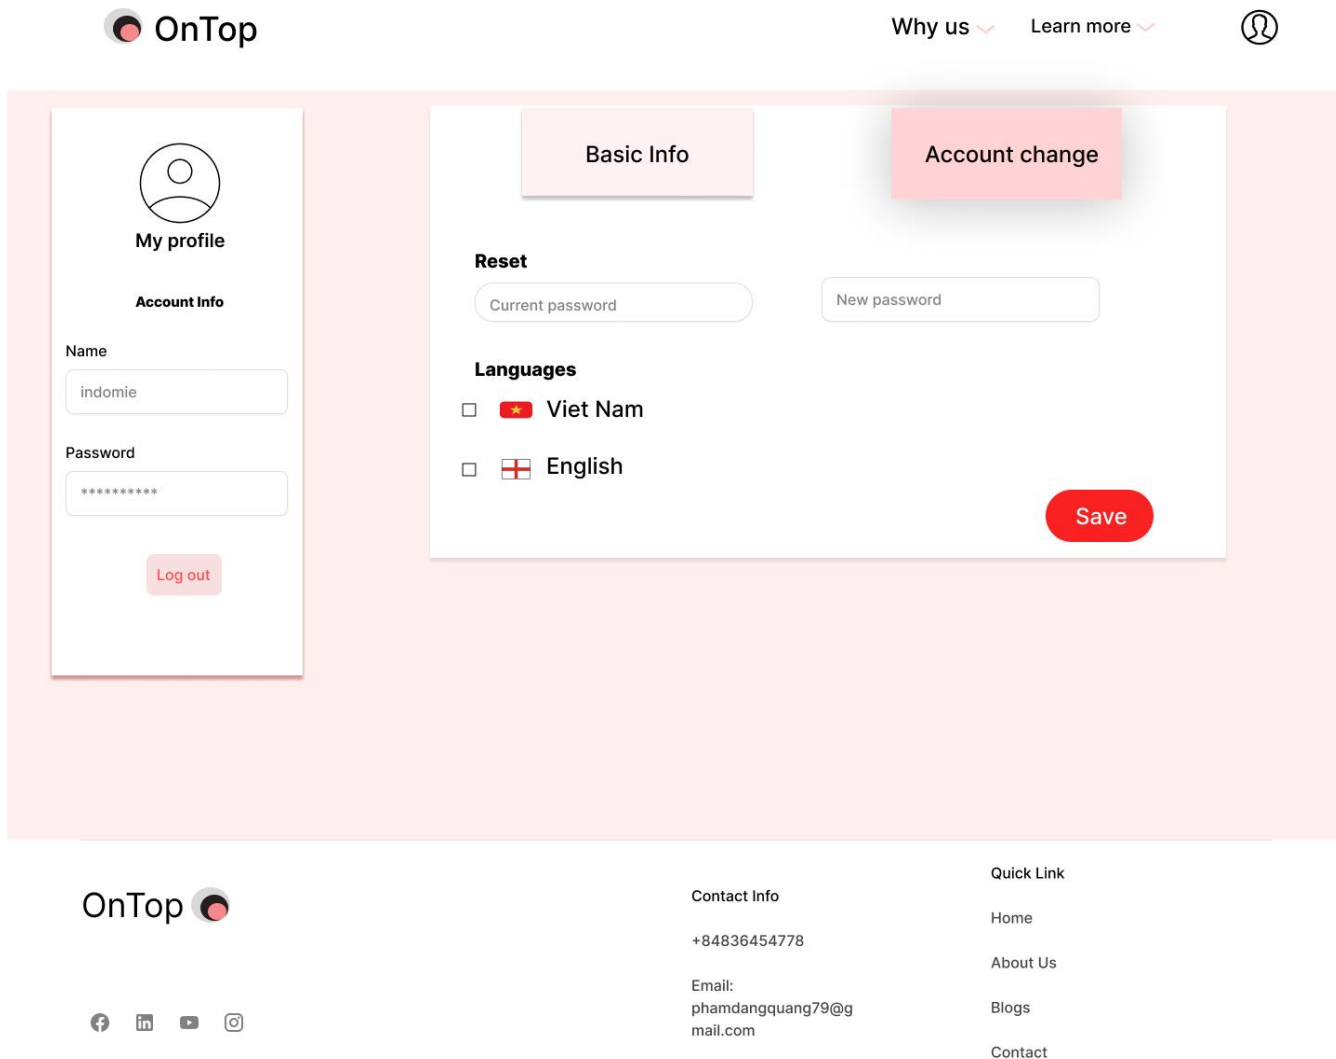 OnTop
Why us
Learn more
My profile
Account Info
Name
indomie
Password
**********
Log out
Basic Info
Account change
Reset
Current password
New password
Languages
Viet Nam
English
Save
OnTop
Contact Info
+84836454778
Email:
phamdangquang79@g
mail.com
Quick Link
Home
About Us
Blogs
Contact